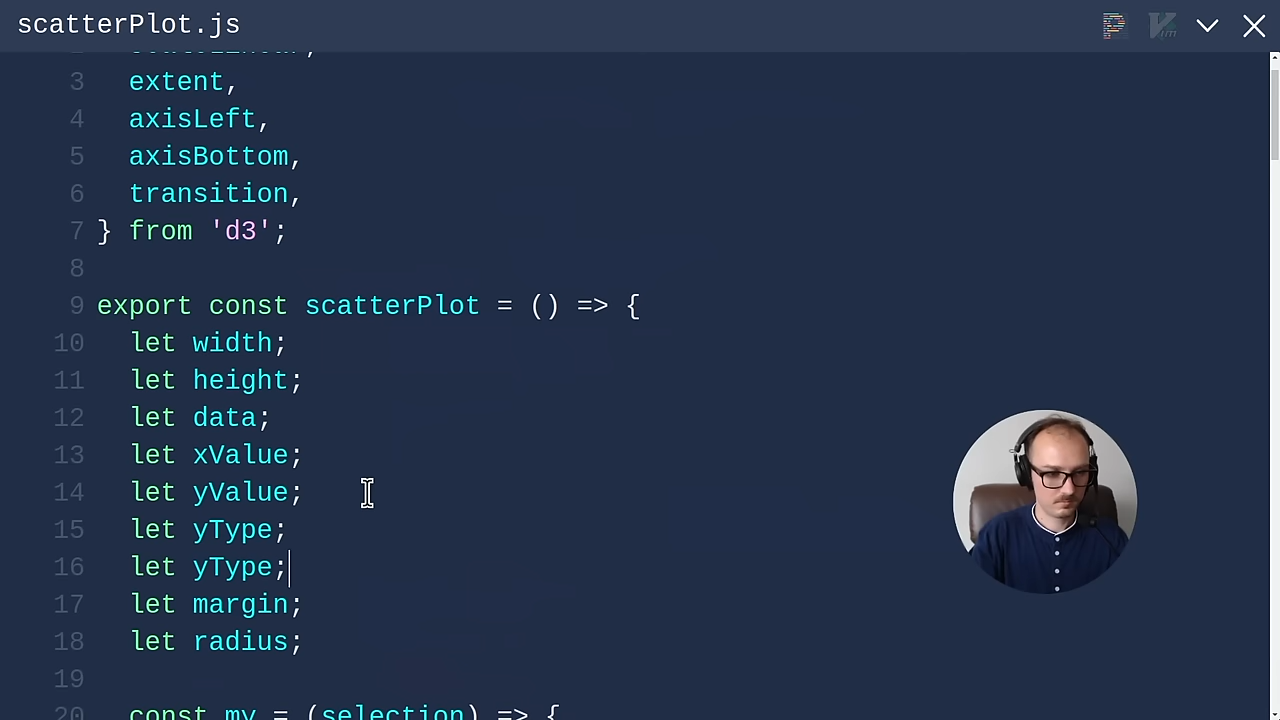 scatterPlot.js
3 extent,
4 axisLeft,
5 axisBottom,
6 transition,
7 } from 'd3';
8
9 export const scatterPlot = () => {
10 let width;
11 let height;
12 let data;
13 let xValue;
14 let yValue;
15 let yType;
16 let yType;
17 let margin;
18 let radius;
19
20 const my = (selection) => {